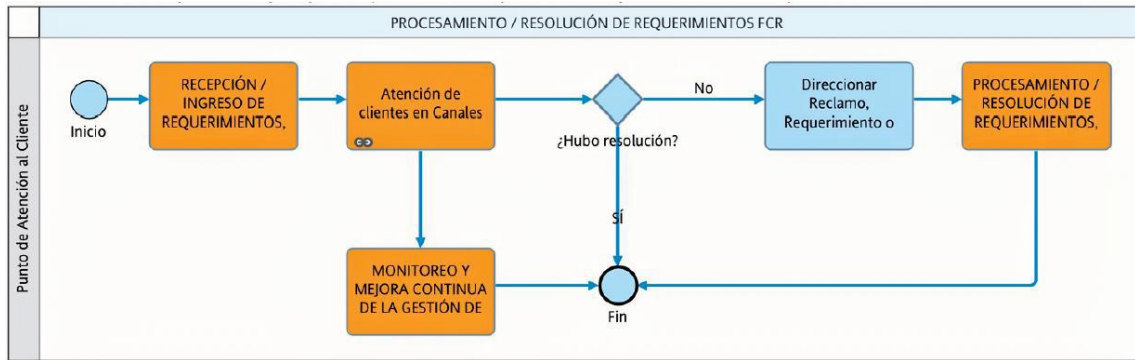 PROCESAMIENTO / RESOLUCIÓN DE REQUERIMIENTOS FCR
Punto de Atención al Cliente
Inicio
RECEPCIÓN /
INGRESO DE
REQUERIMIENTOS,
Atención de
clientes en Canales
¿Hubo resolución?
No
SÍ
Direccionar
Reclamo,
Requerimiento o
PROCESAMIENTO /
RESOLUCIÓN DE
REQUERIMIENTOS,
MONITOREO Y
MEJORA CONTINUA
DE LA GESTIÓN DE
Fin